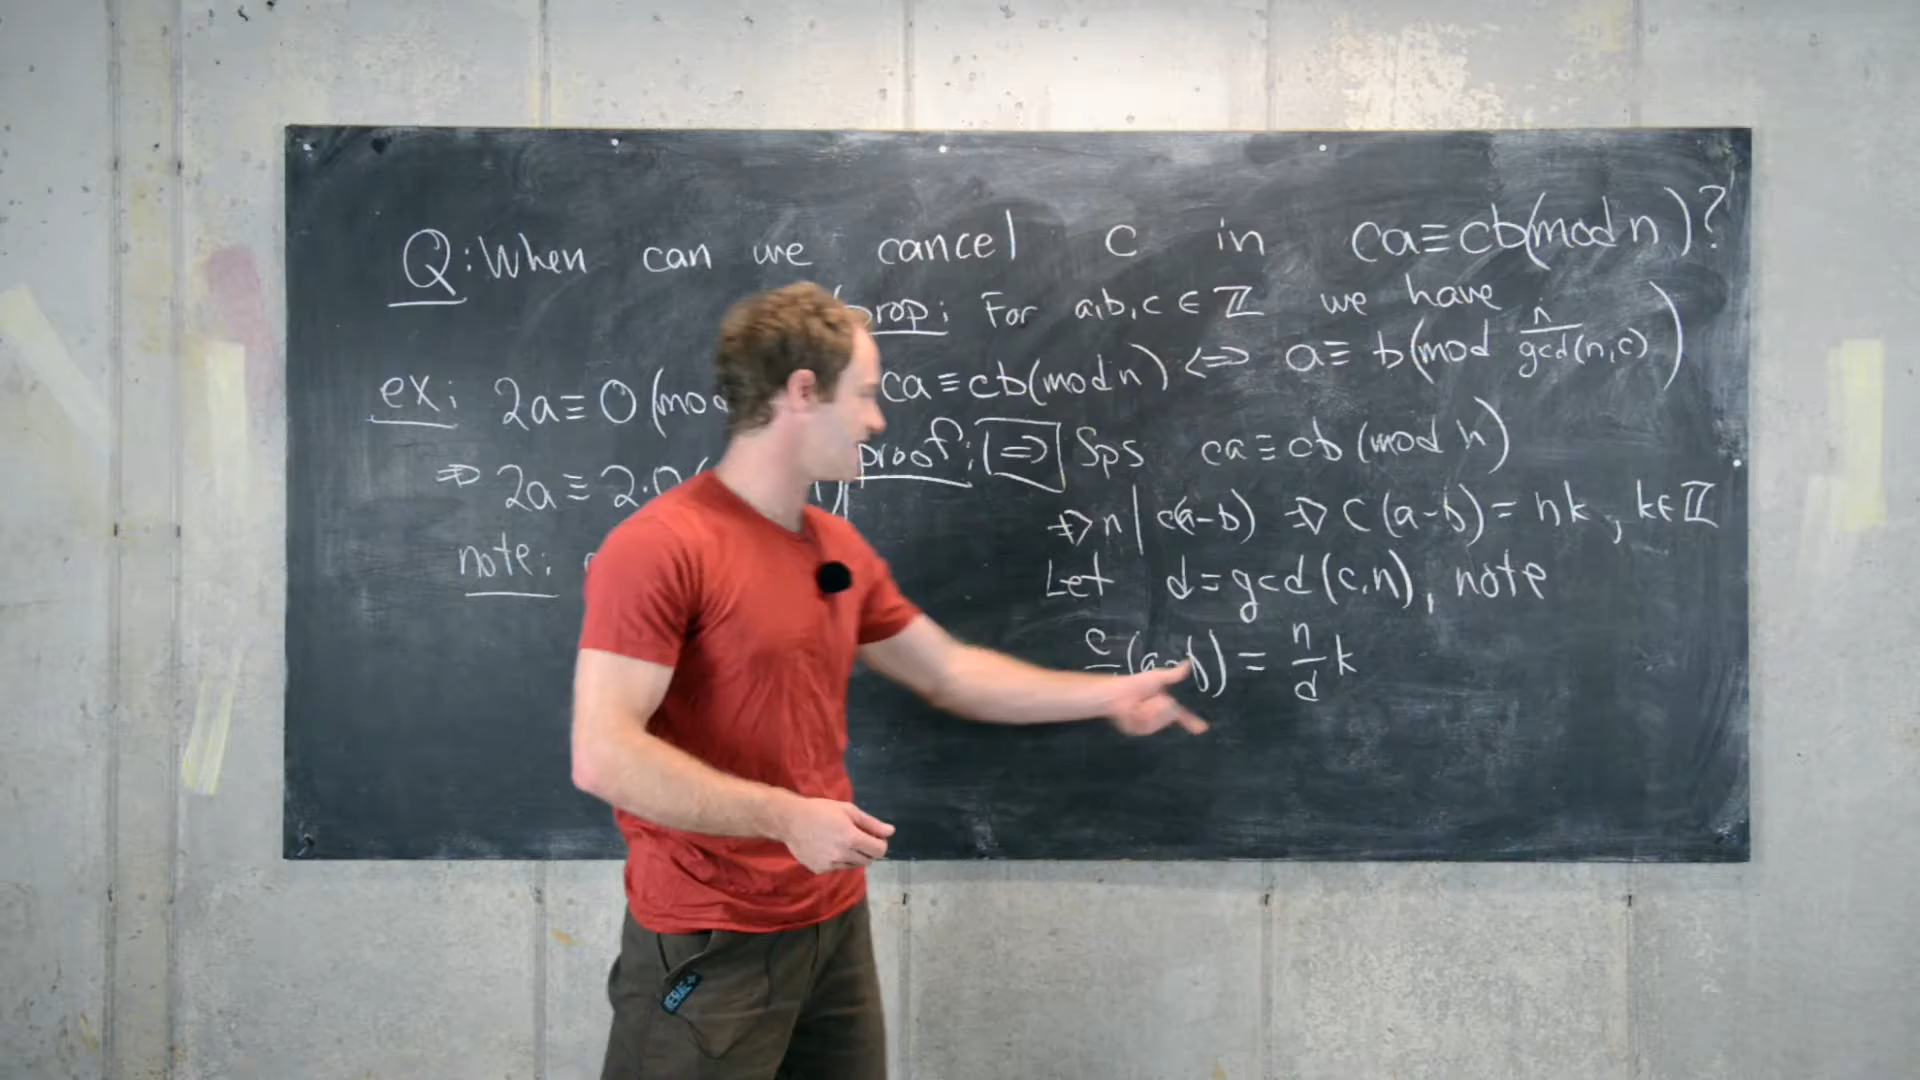 Q: When can we cancel c in ca≡cb(mod n)?
prop: For a,b,c ∈ ℤ we have
ca≡cb(mod n) <=> a≡ b(mod n/gcd(n,c))
ex: 2a≡0(mod
=> 2a≡2·0(
note:
proof: [=>] Sps ca≡cb (mod n)
=> n | c(a-b) => c(a-b)= nk, k∈ℤ
Let d=gcd(c,n), note
c/ (a-b) = n/d k